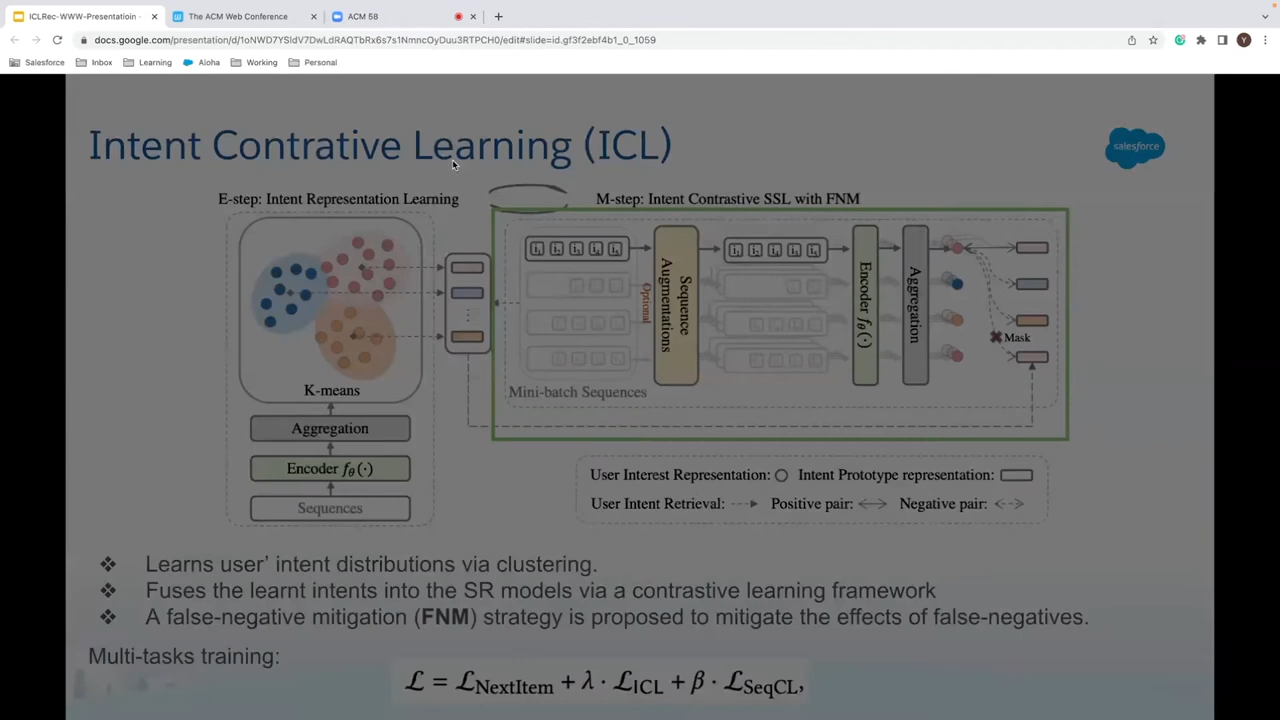 ICLRec-WWW-Presentatioin
The ACM Web Conference
ACM 58
docs.google.com/presentation/d/1oNWD7YSldV7DwLdRAQTbRx6s7s1NmncOyDuu3RTPCH0/edit#slide=id.gf3f2ebf4b1_0_1059
Y
Salesforce
Inbox
Learning
Aloha
Working
Personal
Intent Contrative Learning (ICL)
salesforce
E-step: Intent Representation Learning
M-step: Intent Contrastive SSL with FNM
K-means
Aggregation
Encoder fθ(·)
Sequences
Optional
Sequence Augmentations
Encoder fθ(·)
Aggregation
Mask
Mini-batch Sequences
User Interest Representation:
Intent Prototype representation:
User Intent Retrieval:
Positive pair:
Negative pair:
❖ Learns user’ intent distributions via clustering.
❖ Fuses the learnt intents into the SR models via a contrastive learning framework
❖ A false-negative mitigation (FNM) strategy is proposed to mitigate the effects of false-negatives.
Multi-tasks training:
ℒ = ℒNextItem + λ · ℒICL + β · ℒSeqCL,